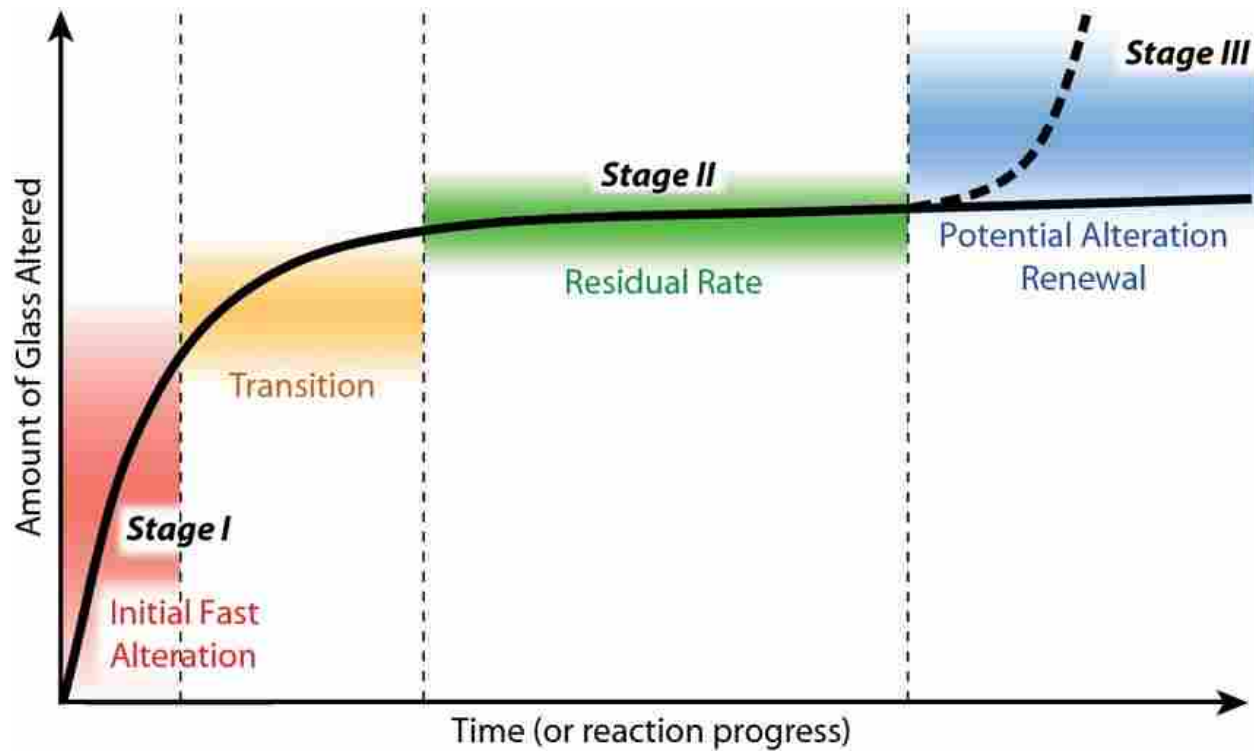 Stage III
Stage II
Potential Alteration
Renewal
Residual Rate
Transition
Stage I
Initial Fast
Alteration
Amount of Glass Altered
Time (or reaction progress)